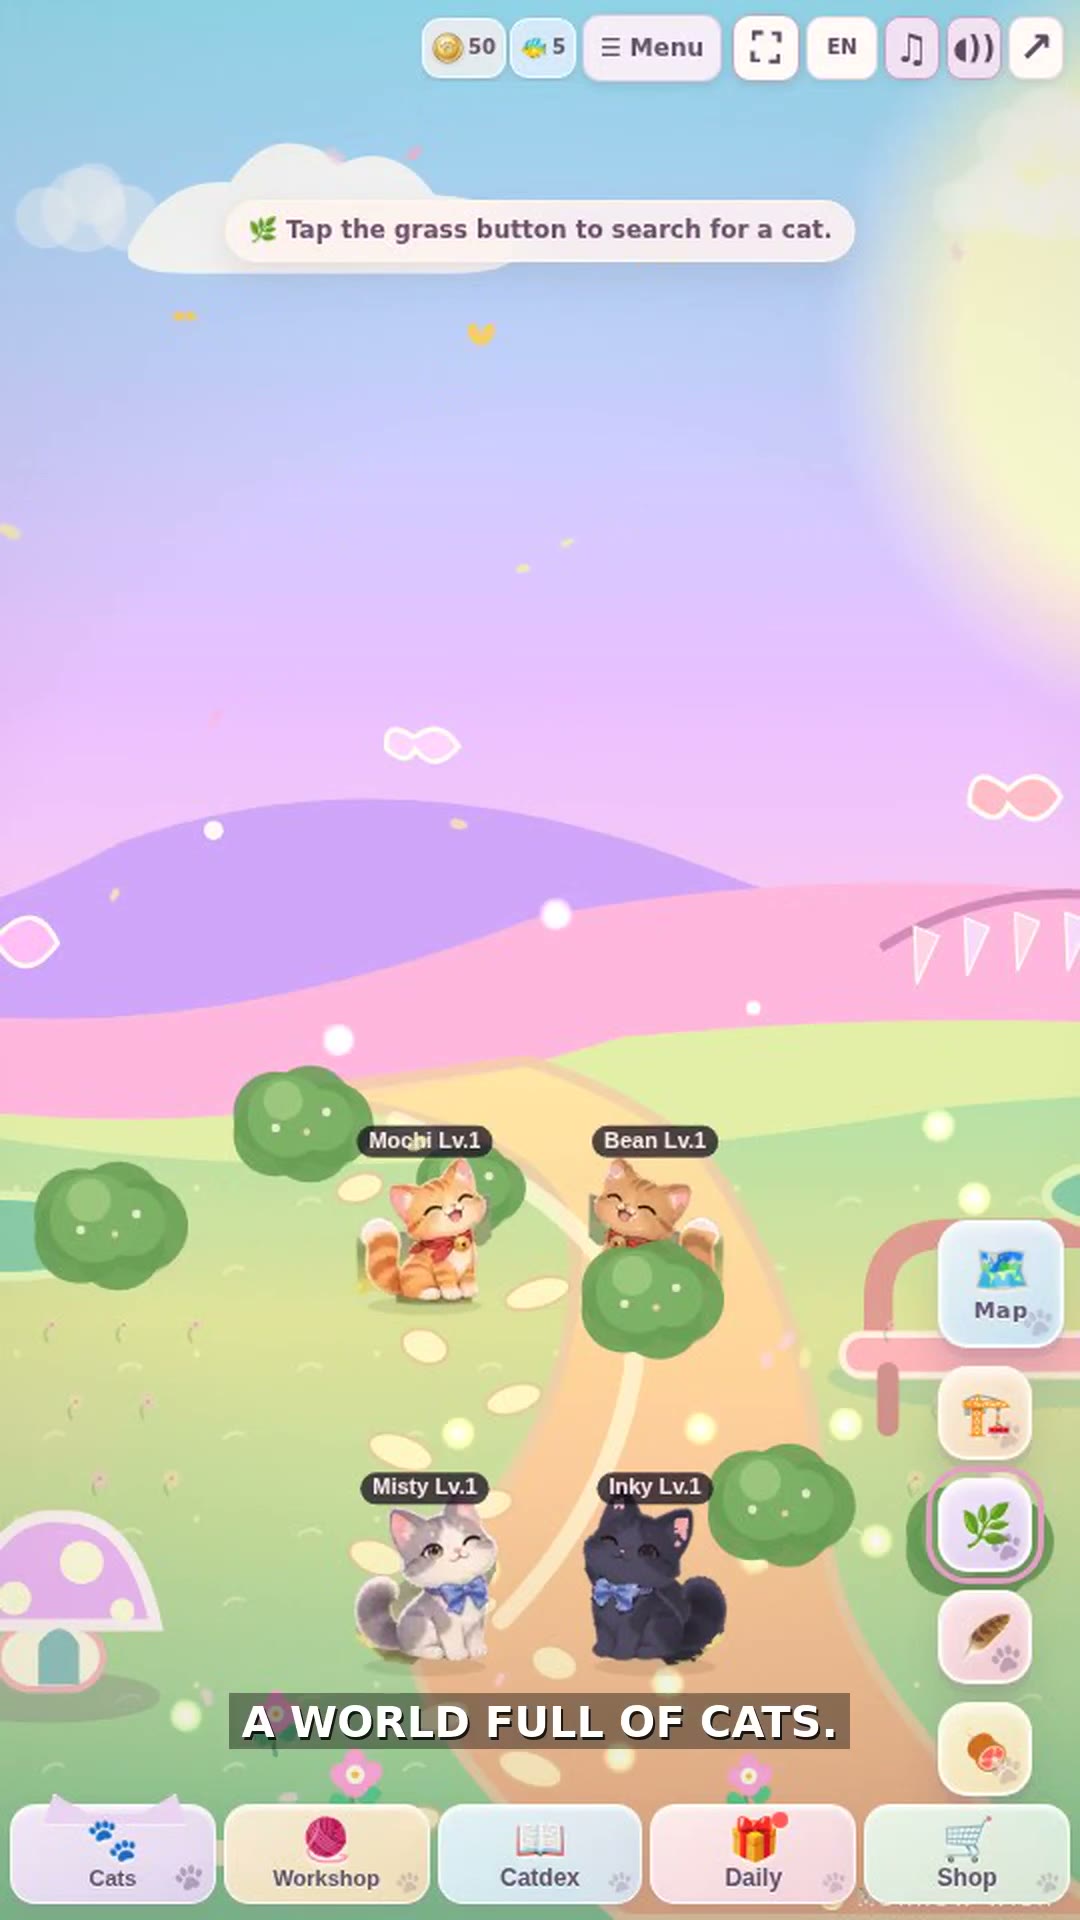 50
5
☰ Menu
EN
Tap the grass button to search for a cat.
Mochi Lv.1
Bean Lv.1
Map
Misty Lv.1
Inky Lv.1
A WORLD FULL OF CATS.
Cats
Workshop
Catdex
Daily
Shop